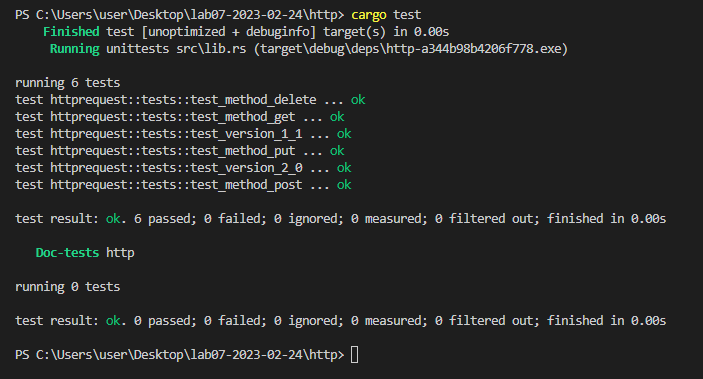 PS C:\Users\user\Desktop\lab07-2023-02-24\http> cargo test
Finished test [unoptimized + debuginfo] target(s) in 0.00s
Running unittests src\lib.rs (target\debug\deps\http-a344b98b4206f778.exe)
running 6 tests
test httprequest::tests::test_method_delete ... ok
test httprequest::tests::test_method_get ... ok
test httprequest::tests::test_version_1_1 ... ok
test httprequest::tests::test_method_put ... ok
test httprequest::tests::test_version_2_0 ... ok
test httprequest::tests::test_method_post ... ok
test result: ok. 6 passed; 0 failed; 0 ignored; 0 measured; 0 filtered out; finished in 0.00s
Doc-tests http
running 0 tests
test result: ok. 0 passed; 0 failed; 0 ignored; 0 measured; 0 filtered out; finished in 0.00s
PS C:\Users\user\Desktop\lab07-2023-02-24\http>